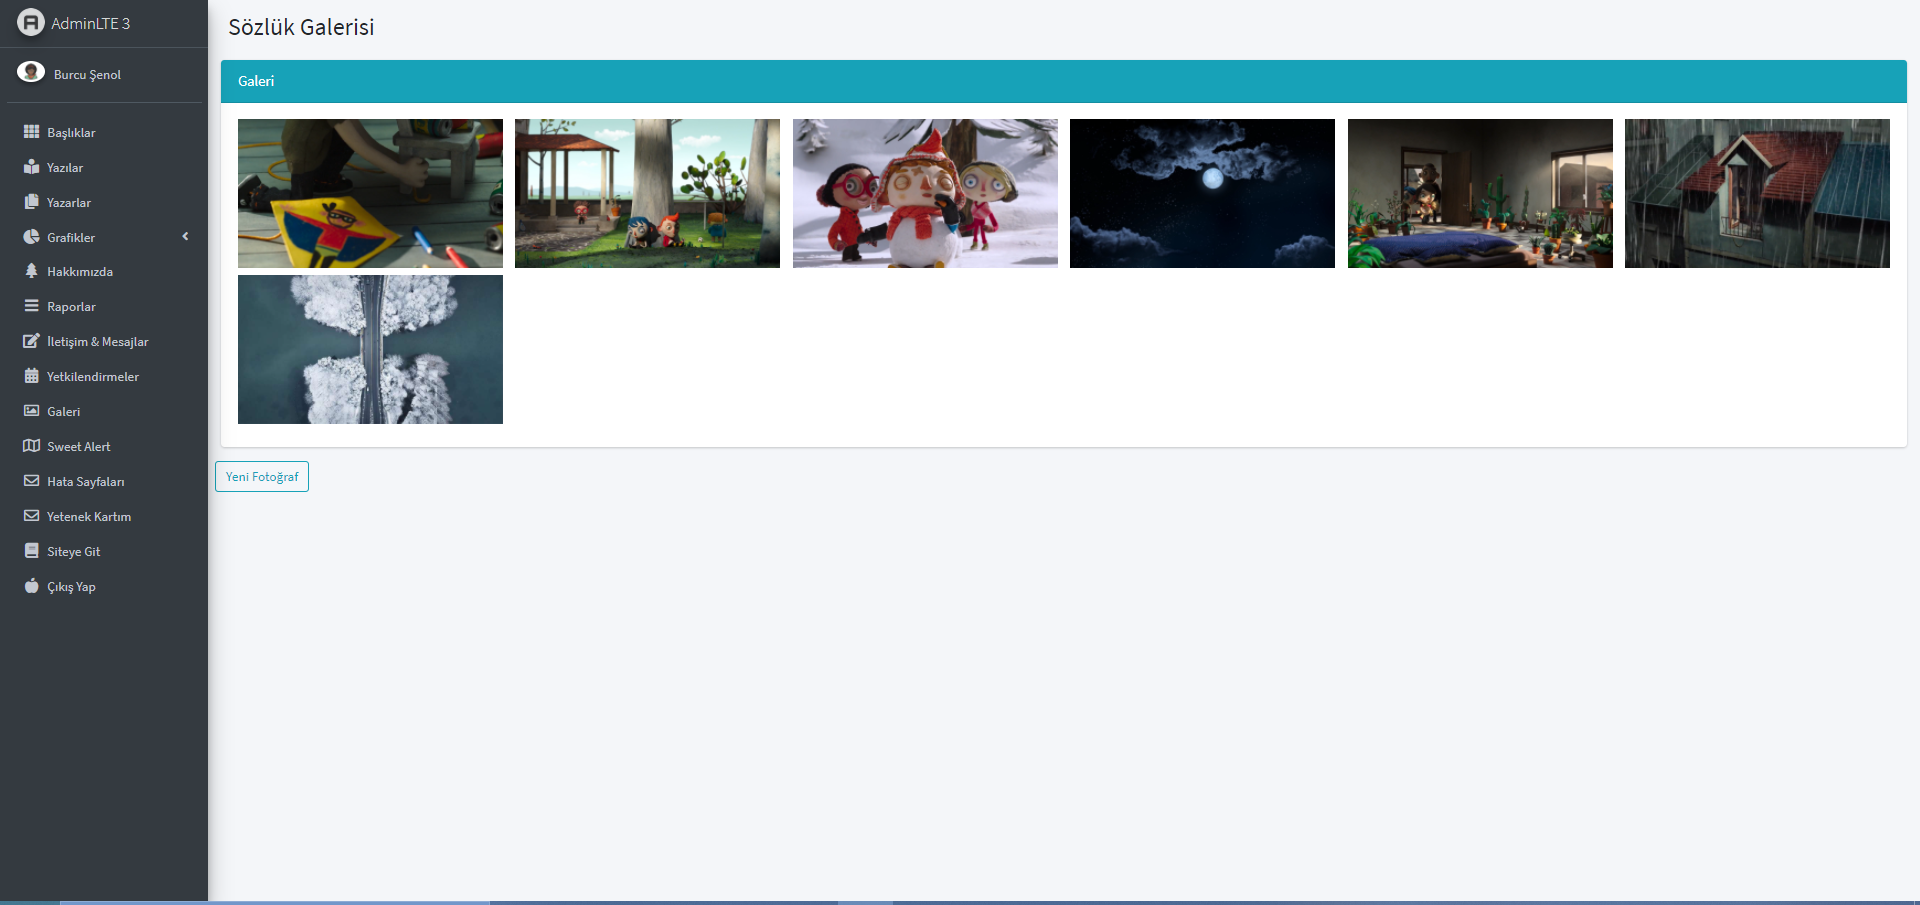 AdminLTE 3
Burcu Şenol
Başlıklar
Yazılar
Yazarlar
Grafikler
Hakkımızda
Raporlar
İletişim & Mesajlar
Yetkilendirmeler
Galeri
Sweet Alert
Hata Sayfaları
Yetenek Kartım
Siteye Git
Çıkış Yap
Sözlük Galerisi
Galeri
Yeni Fotoğraf